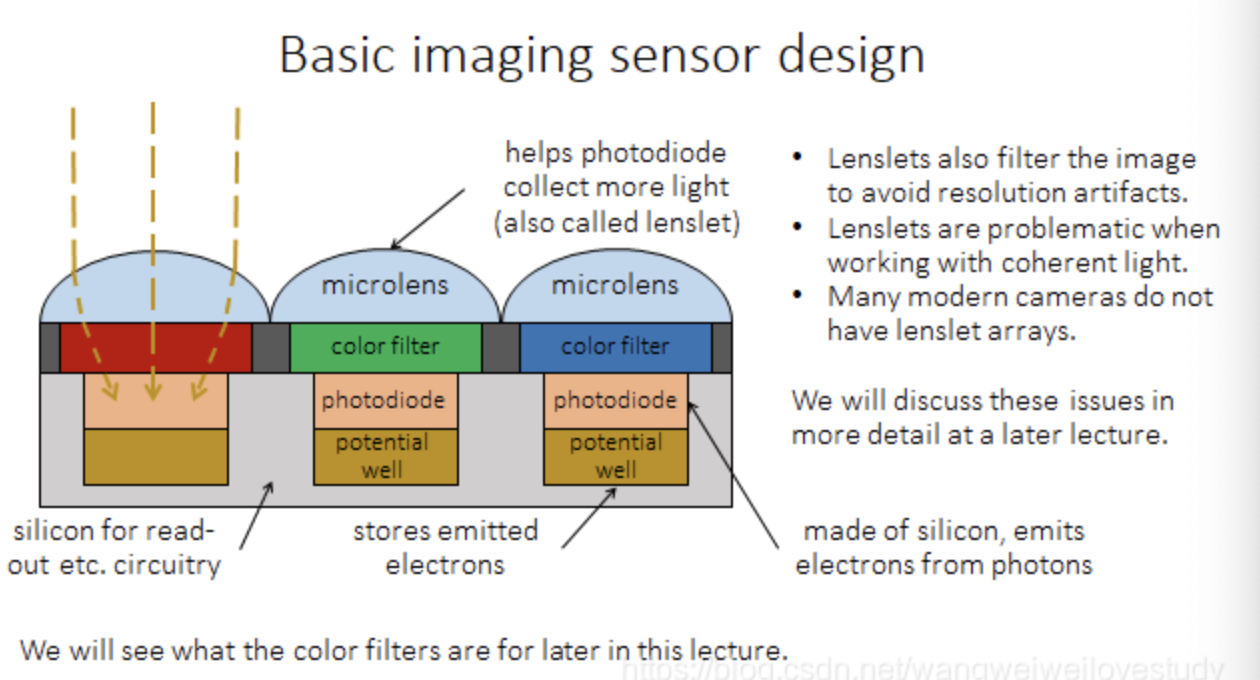 Basic imaging sensor design
helps photodiode
collect more light
(also called lenslet)
• Lenslets also filter the image
to avoid resolution artifacts.
• Lenslets are problematic when
working with coherent light.
• Many modern cameras do not
have lenslet arrays.
We will discuss these issues in
more detail at a later lecture.
microlens
microlens
color filter
color filter
photodiode
photodiode
potential
well
potential
well
silicon for read-
out etc. circuitry
stores emitted
electrons
made of silicon, emits
electrons from photons
We will see what the color filters are for later in this lecture.
https://blog.csdn.net/wangweiweilovestudy